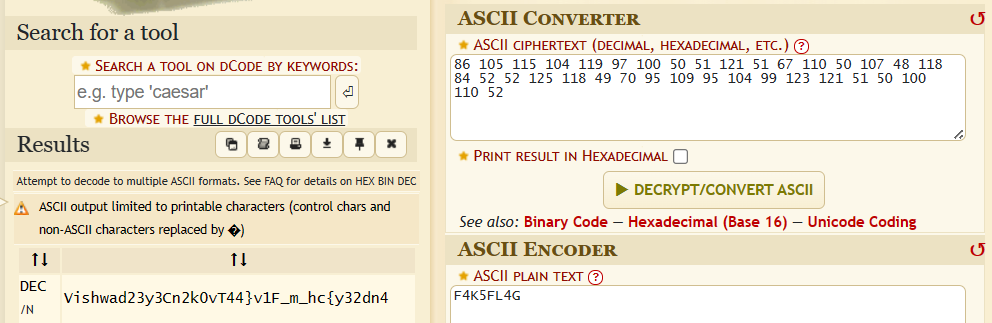 Search for a tool
★ SEARCH A TOOL ON DCODE BY KEYWORDS:
e.g. type 'caesar'
★ BROWSE THE FULL DCODE TOOLS' LIST
Results
Attempt to decode to multiple ASCII formats. See FAQ for details on HEX BIN DEC
ASCII output limited to printable characters (control chars and
non-ASCII characters replaced by �)
↑↓ ↑↓
DEC
/N
Vishwad23y3Cn2k0vT44}v1F_m_hc{y32dn4
ASCII CONVERTER
★ ASCII CIPHERTEXT (DECIMAL, HEXADECIMAL, ETC.) ?
86 105 115 104 119 97 100 50 51 121 51 67 110 50 107 48 118
84 52 52 125 118 49 70 95 109 95 104 99 123 121 51 50 100
110 52
★ PRINT RESULT IN HEXADECIMAL
▶ DECRYPT/CONVERT ASCII
See also: Binary Code — Hexadecimal (Base 16) — Unicode Coding
ASCII ENCODER
★ ASCII PLAIN TEXT ?
F4K5FL4G